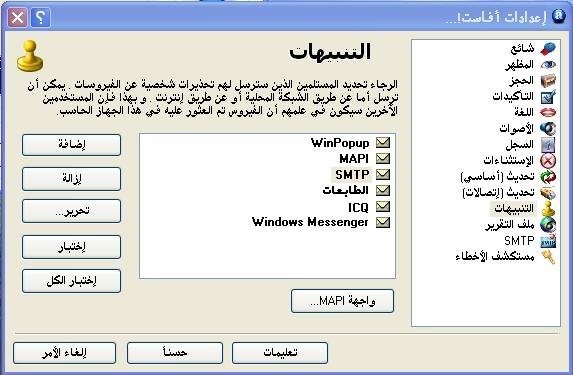 إعدادات أفاست!...
شائع
المظهر
الحجز
التأكيدات
اللغة
الأصوات
السجل
الإستثناءات
تحديث (أساسي)
تحديث (إتصالات)
التنبيهات
ملف التقرير
SMTP
مستكشف الأخطاء
التنبيهات
الرجاء تحديد المستلمين الذين سترسل لهم تحذيرات شخصية عن الفيروسات . يمكن أن
ترسل أما عن طريق الشبكة المحلية أو عن طريق إنترنت . و بهذا فإن المستخدمين
الآخرين سيكون في علمهم أن الفيروس تم العثور عليه في هذا الجهاز الحاسب.
WinPopup
MAPI
SMTP
الطابعات
ICQ
Windows Messenger
إضافة
إزالة
تحرير...
إختبار
إختبار الكل
واجهة MAPI...
تعليمات
حسناً
إلغاء الأمر